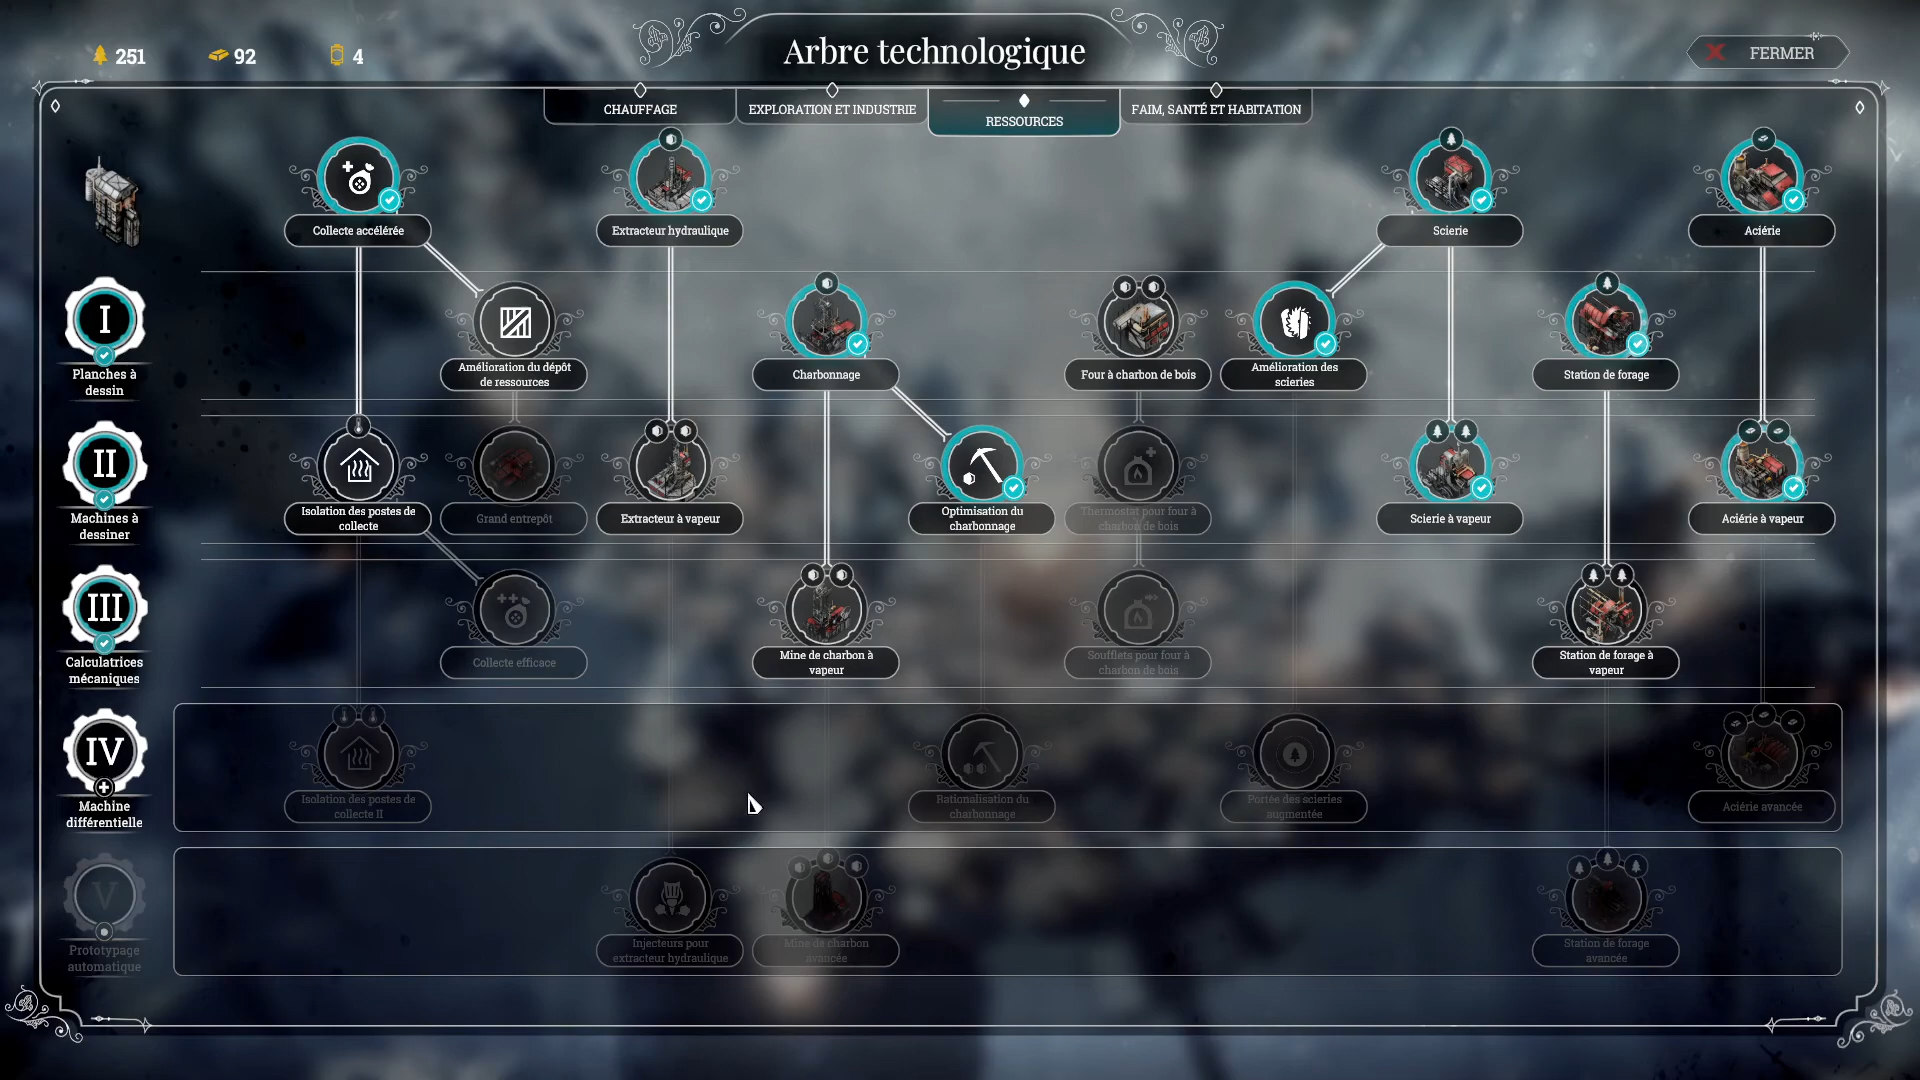 Arbre technologique
251
92
4
FERMER
CHAUFFAGE
EXPLORATION ET INDUSTRIE
RESSOURCES
FAIM, SANTÉ ET HABITATION
Collecte accélérée
Extracteur hydraulique
Scierie
Aciérie
I
Planches à
dessin
Amélioration du dépôt
de ressources
Charbonnage
Four à charbon de bois
Amélioration des
scieries
Station de forage
II
Machines à
dessiner
Isolation des postes de
collecte
Grand entrepôt
Extracteur à vapeur
Optimisation du
charbonnage
Thermostat pour four à
charbon de bois
Scierie à vapeur
Aciérie à vapeur
III
Calculatrices
mécaniques
Collecte efficace
Mine de charbon à
vapeur
Soufflets pour four à
charbon de bois
Station de forage à
vapeur
IV
Machine
différentielle
Isolation des postes de
collecte II
Rationalisation du
charbonnage
Portée des scieries
augmentée
Aciérie avancée
V
Prototypage
automatique
Injecteurs pour
extracteur hydraulique
Mine de charbon
avancée
Station de forage
avancée